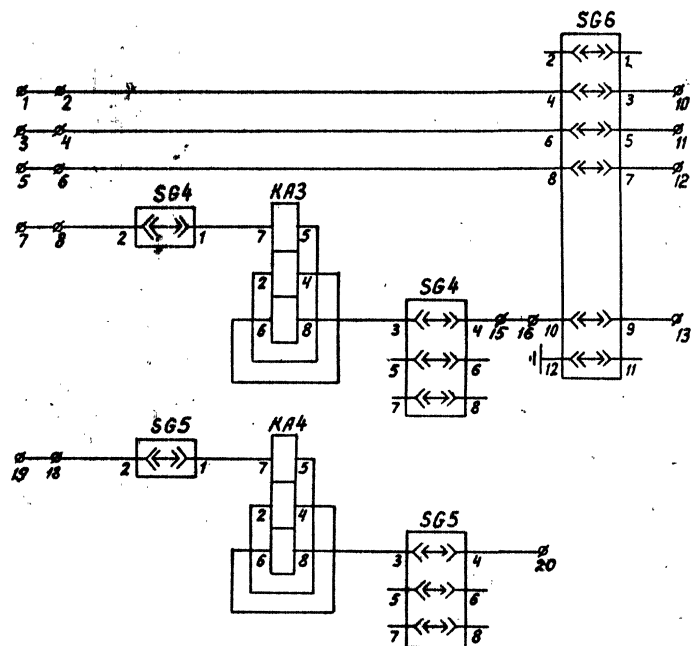 SG6
2 1
1 2 4 3 10
3 4 6 5 11
5 6 8 7 12
SG4 KA3
7 8 2 1 7 5
2 4 SG4
6 8 3 4 15 16 10 9 13
5 6 12 11
7 8
SG5 KA4
19 18 2 1 7 5
2 4 SG5
6 8 3 4 20
5 6
7 8